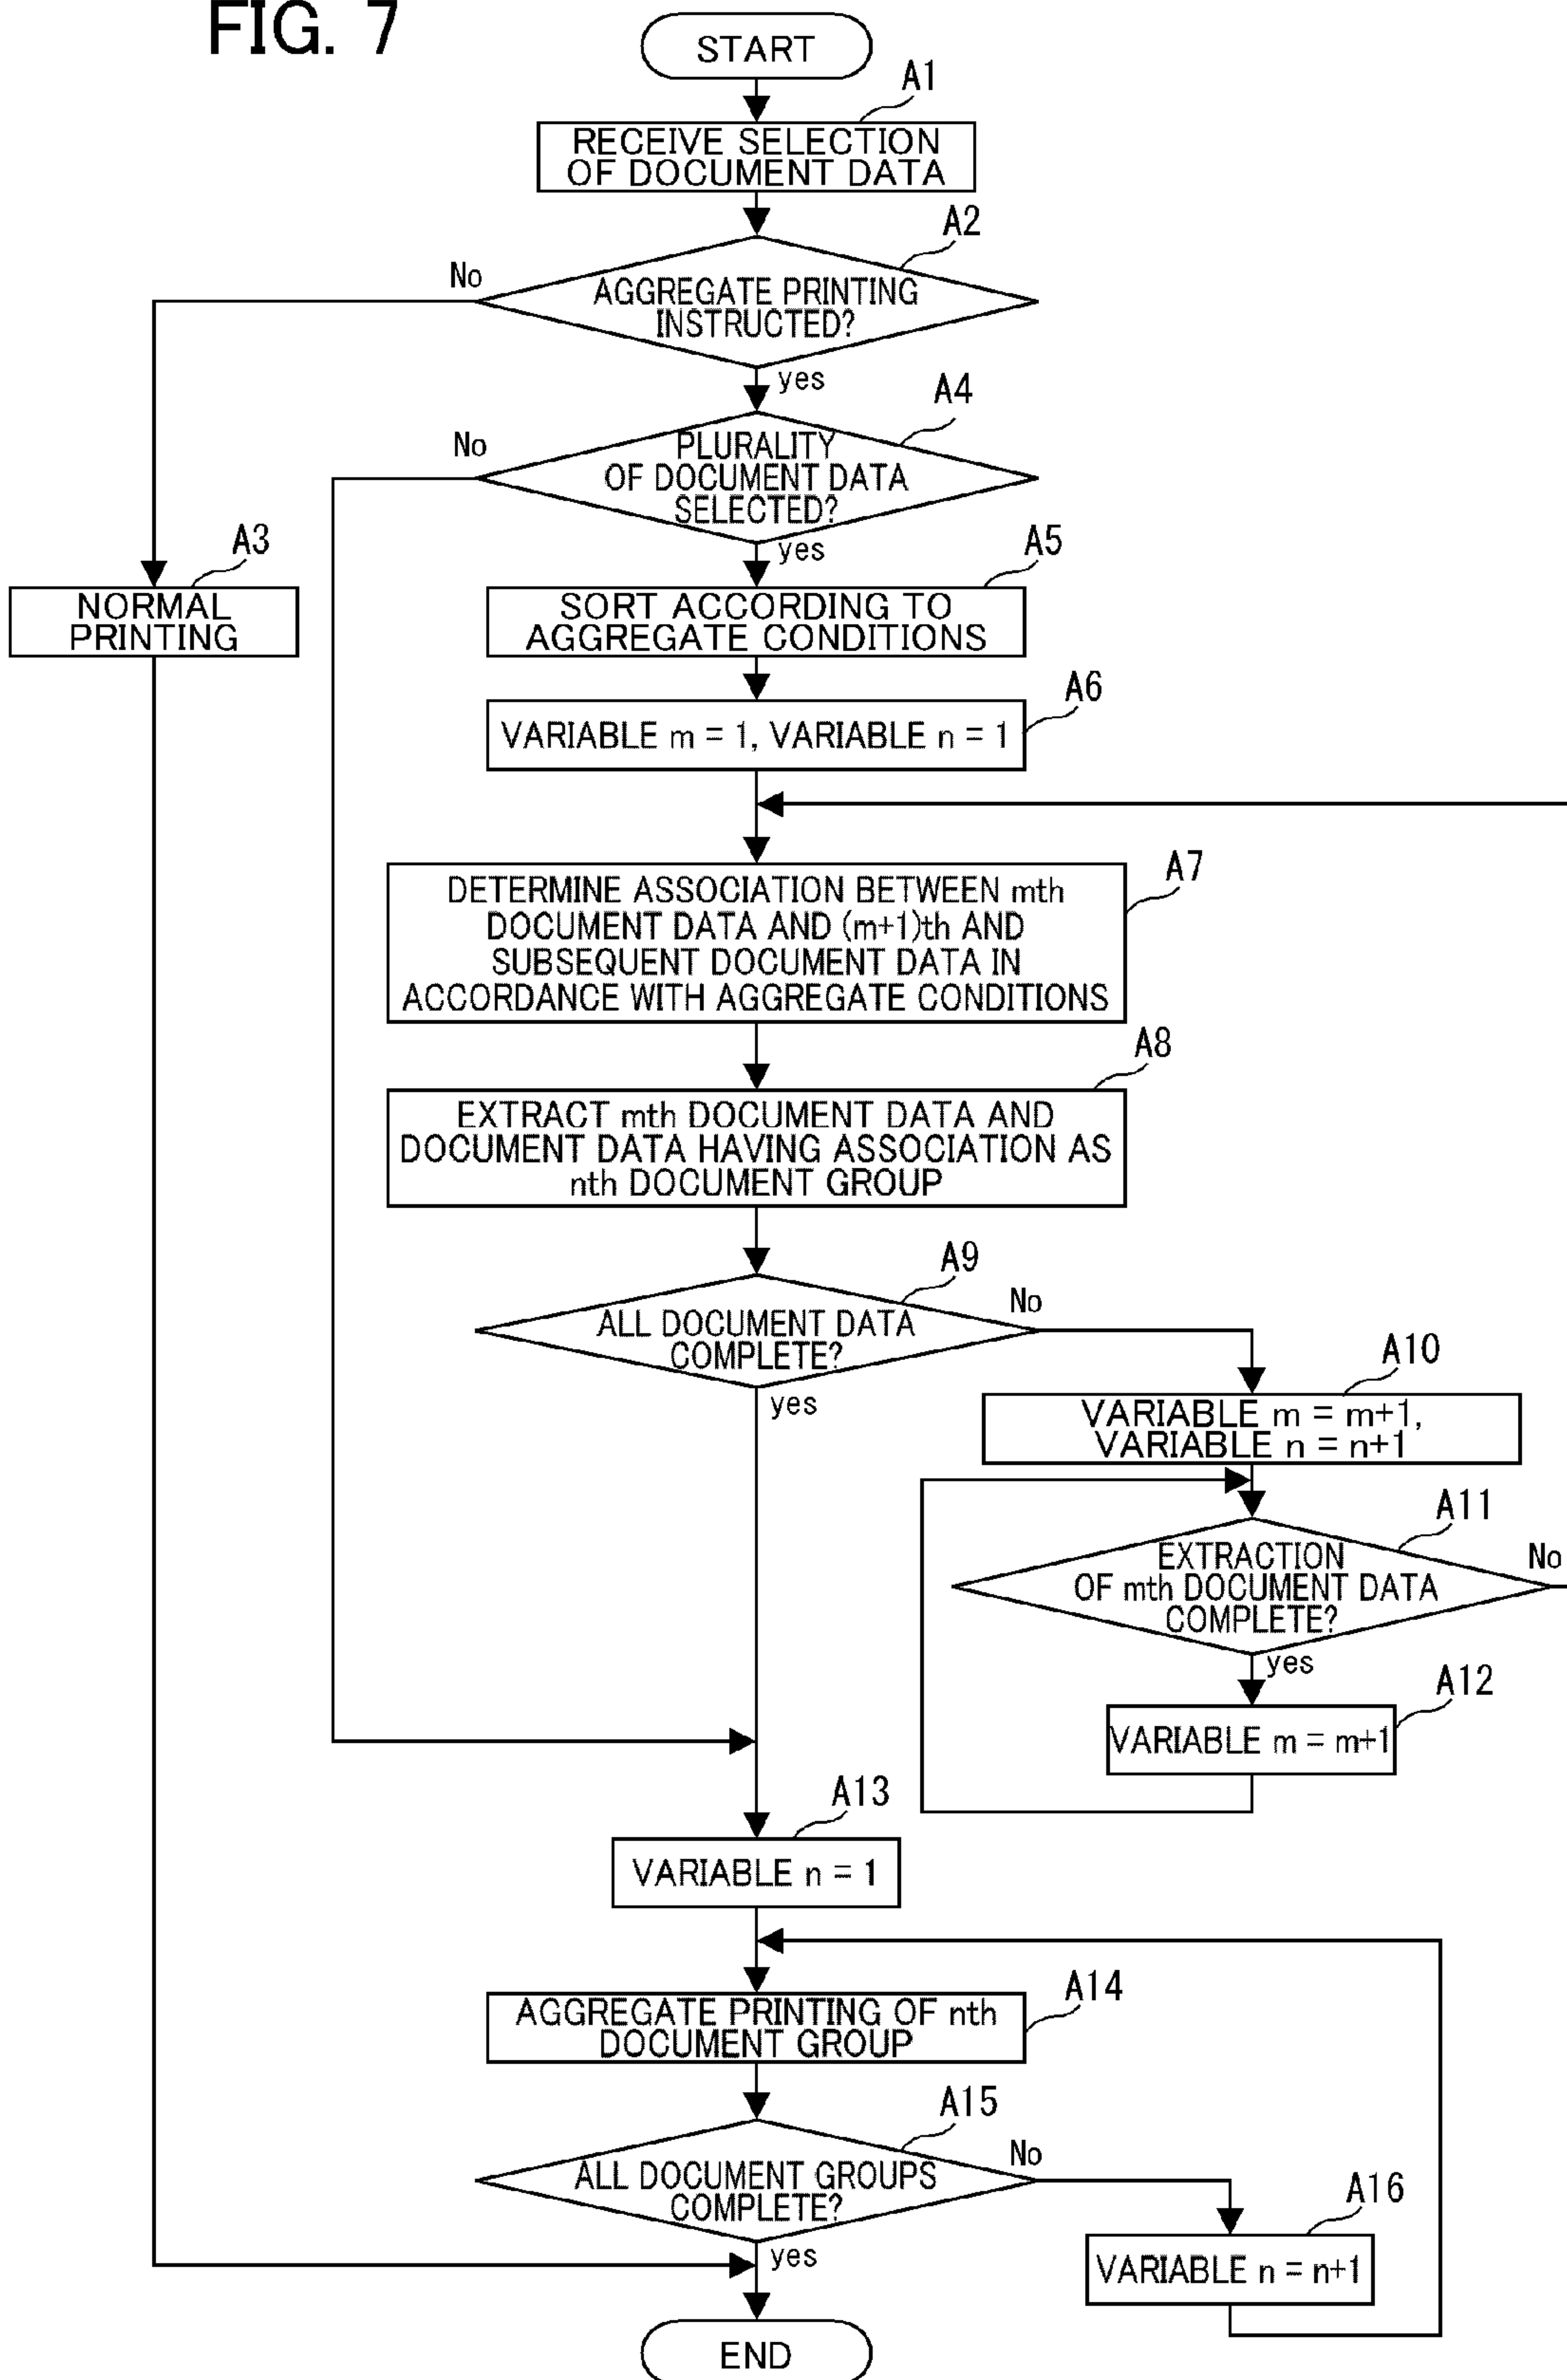 FIG. 7
START
A1
RECEIVE SELECTION
OF DOCUMENT DATA
A2
No
AGGREGATE PRINTING
INSTRUCTED?
yes
A4
No
PLURALITY
OF DOCUMENT DATA
SELECTED?
yes
A3
NORMAL
PRINTING
A5
SORT ACCORDING TO
AGGREGATE CONDITIONS
A6
VARIABLE m = 1, VARIABLE n = 1
A7
DETERMINE ASSOCIATION BETWEEN mth
DOCUMENT DATA AND (m+1)th AND
SUBSEQUENT DOCUMENT DATA IN
ACCORDANCE WITH AGGREGATE CONDITIONS
A8
EXTRACT mth DOCUMENT DATA AND
DOCUMENT DATA HAVING ASSOCIATION AS
nth DOCUMENT GROUP
A9
No
ALL DOCUMENT DATA
COMPLETE?
yes
A10
VARIABLE m = m+1,
VARIABLE n = n+1
A11
No
EXTRACTION
OF mth DOCUMENT DATA
COMPLETE?
yes
A12
VARIABLE m = m+1
A13
VARIABLE n = 1
A14
AGGREGATE PRINTING OF nth
DOCUMENT GROUP
A15
No
ALL DOCUMENT GROUPS
COMPLETE?
yes
A16
VARIABLE n = n+1
END